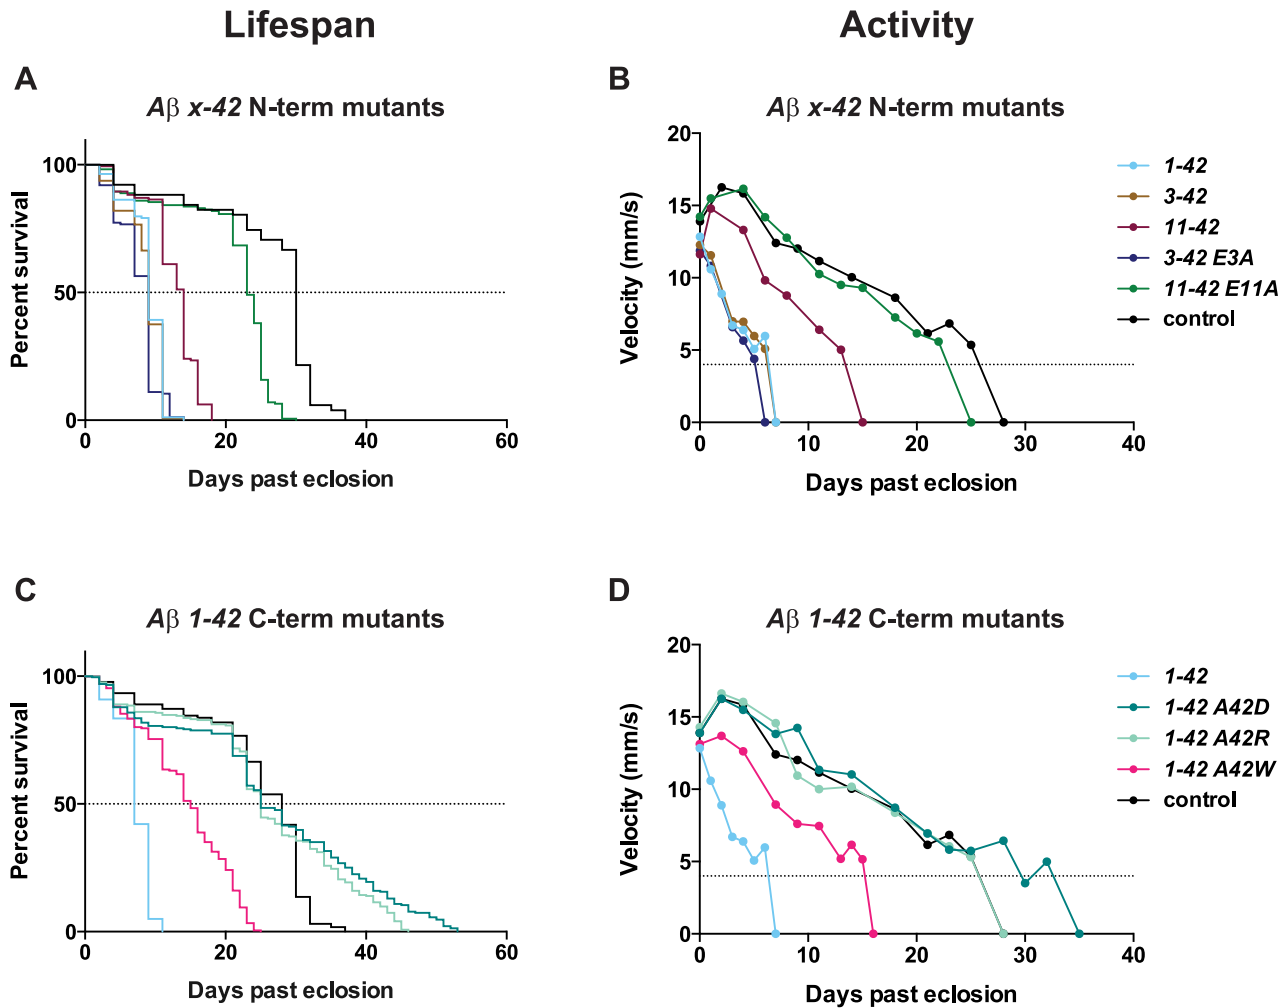 Lifespan
Activity
A
Aβ x-42 N-term mutants
Percent survival
100
50
0
0 20 40 60
Days past eclosion
B
Aβ x-42 N-term mutants
Velocity (mm/s)
20
15
10
5
0
0 10 20 30 40
Days past eclosion
1-42
3-42
11-42
3-42 E3A
11-42 E11A
control
C
Aβ 1-42 C-term mutants
Percent survival
100
50
0
0 20 40 60
Days past eclosion
D
Aβ 1-42 C-term mutants
Velocity (mm/s)
20
15
10
5
0
0 10 20 30 40
Days past eclosion
1-42
1-42 A42D
1-42 A42R
1-42 A42W
control